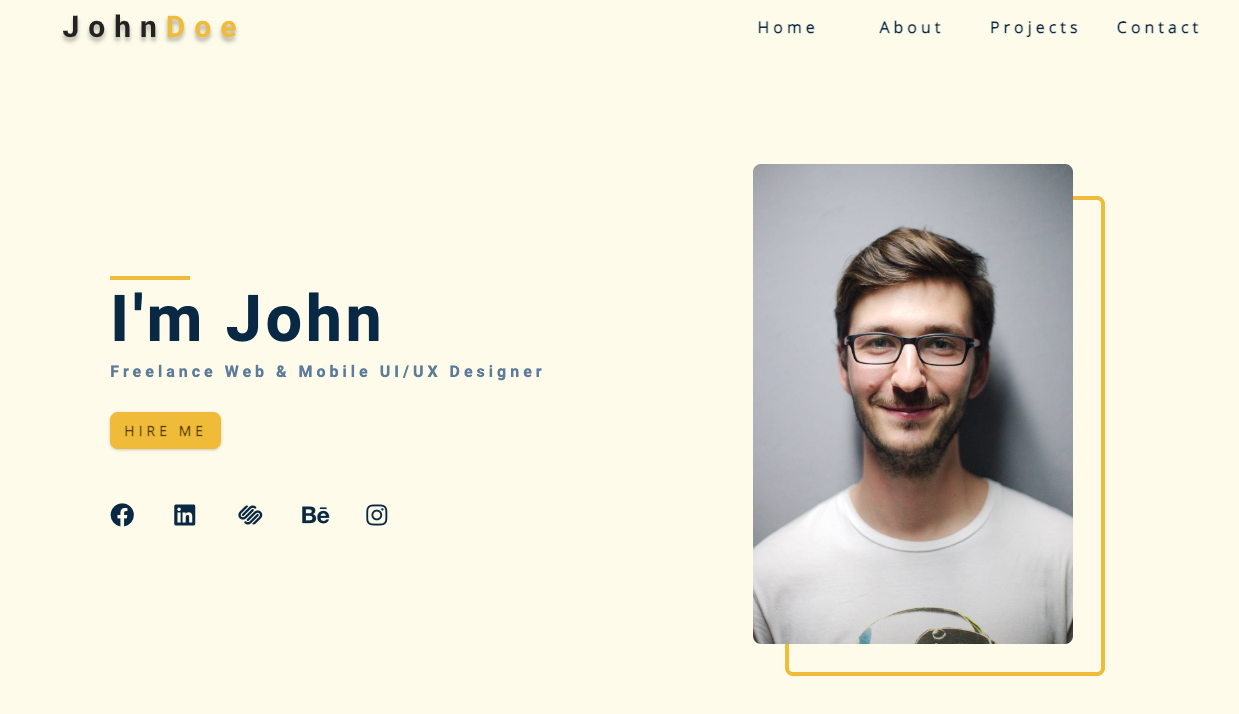 JohnDoe
Home About Projects Contact
I'm John
Freelance Web & Mobile UI/UX Designer
HIRE ME
Bē